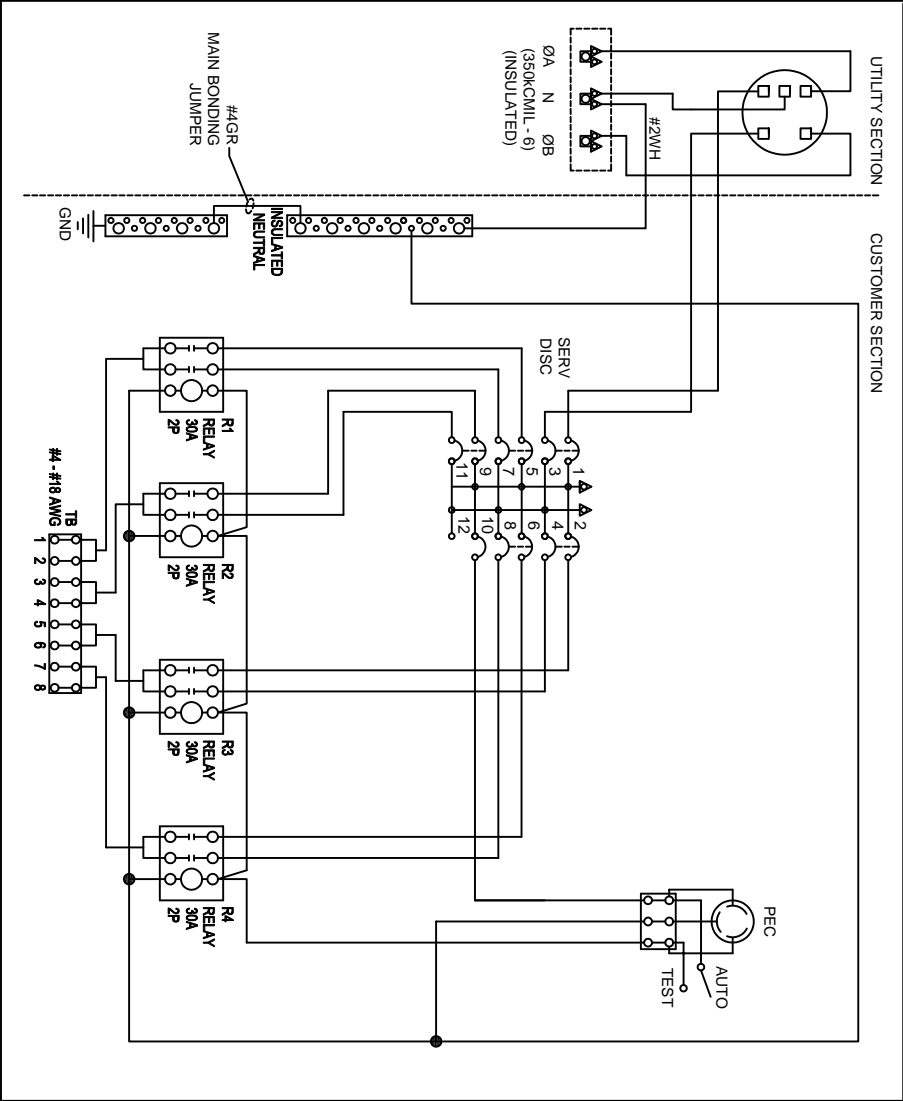 UTILITY SECTION
CUSTOMER SECTION
ØA N ØB
(350kCMIL - 6)
(INSULATED)
#2WH
#4GR
MAIN BONDING
JUMPER
INSULATED
NEUTRAL
GND
SERV
DISC
1 3 5 7 9 11
2 4 6 8 10 12
R1
RELAY
30A
2P
R2
RELAY
30A
2P
R3
RELAY
30A
2P
R4
RELAY
30A
2P
PEC
AUTO
TEST
TB
#4 - #18 AWG
1 2 3 4 5 6 7 8